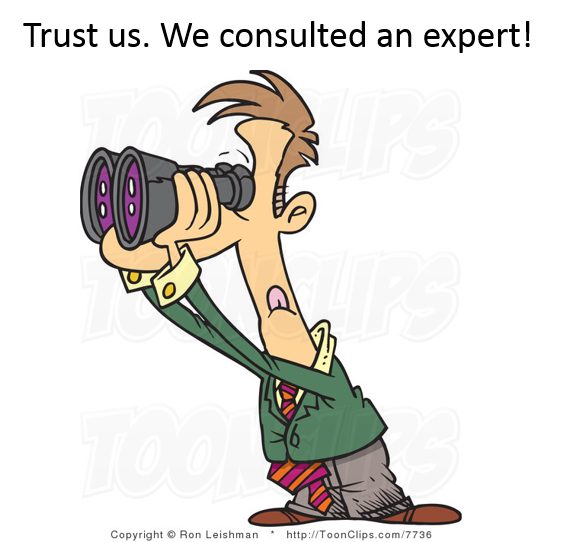 Trust us. We consulted an expert!
TOONCLIPS
TOONCLIPS
TOONCLIPS
Copyright © Ron Leishman * http://ToonClips.com/7736